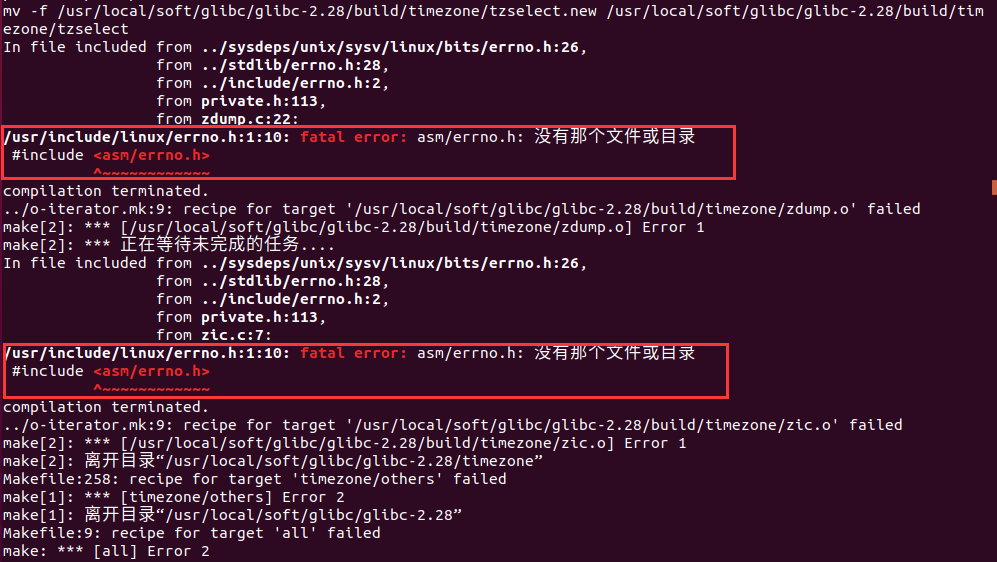 mv -f /usr/local/soft/glibc/glibc-2.28/build/timezone/tzselect.new /usr/local/soft/glibc/glibc-2.28/build/tim
ezone/tzselect
In file included from ../sysdeps/unix/sysv/linux/bits/errno.h:26,
                 from ../stdlib/errno.h:28,
                 from ../include/errno.h:2,
                 from private.h:113,
                 from zdump.c:22:
/usr/include/linux/errno.h:1:10: fatal error: asm/errno.h: 没有那个文件或目录
 #include <asm/errno.h>
          ^~~~~~~~~~~~~
compilation terminated.
../o-iterator.mk:9: recipe for target '/usr/local/soft/glibc/glibc-2.28/build/timezone/zdump.o' failed
make[2]: *** [/usr/local/soft/glibc/glibc-2.28/build/timezone/zdump.o] Error 1
make[2]: *** 正在等待未完成的任务....
In file included from ../sysdeps/unix/sysv/linux/bits/errno.h:26,
                 from ../stdlib/errno.h:28,
                 from ../include/errno.h:2,
                 from private.h:113,
                 from zic.c:7:
/usr/include/linux/errno.h:1:10: fatal error: asm/errno.h: 没有那个文件或目录
 #include <asm/errno.h>
          ^~~~~~~~~~~~~
compilation terminated.
../o-iterator.mk:9: recipe for target '/usr/local/soft/glibc/glibc-2.28/build/timezone/zic.o' failed
make[2]: *** [/usr/local/soft/glibc/glibc-2.28/build/timezone/zic.o] Error 1
make[2]: 离开目录“/usr/local/soft/glibc/glibc-2.28/timezone”
Makefile:258: recipe for target 'timezone/others' failed
make[1]: *** [timezone/others] Error 2
make[1]: 离开目录“/usr/local/soft/glibc/glibc-2.28”
Makefile:9: recipe for target 'all' failed
make: *** [all] Error 2